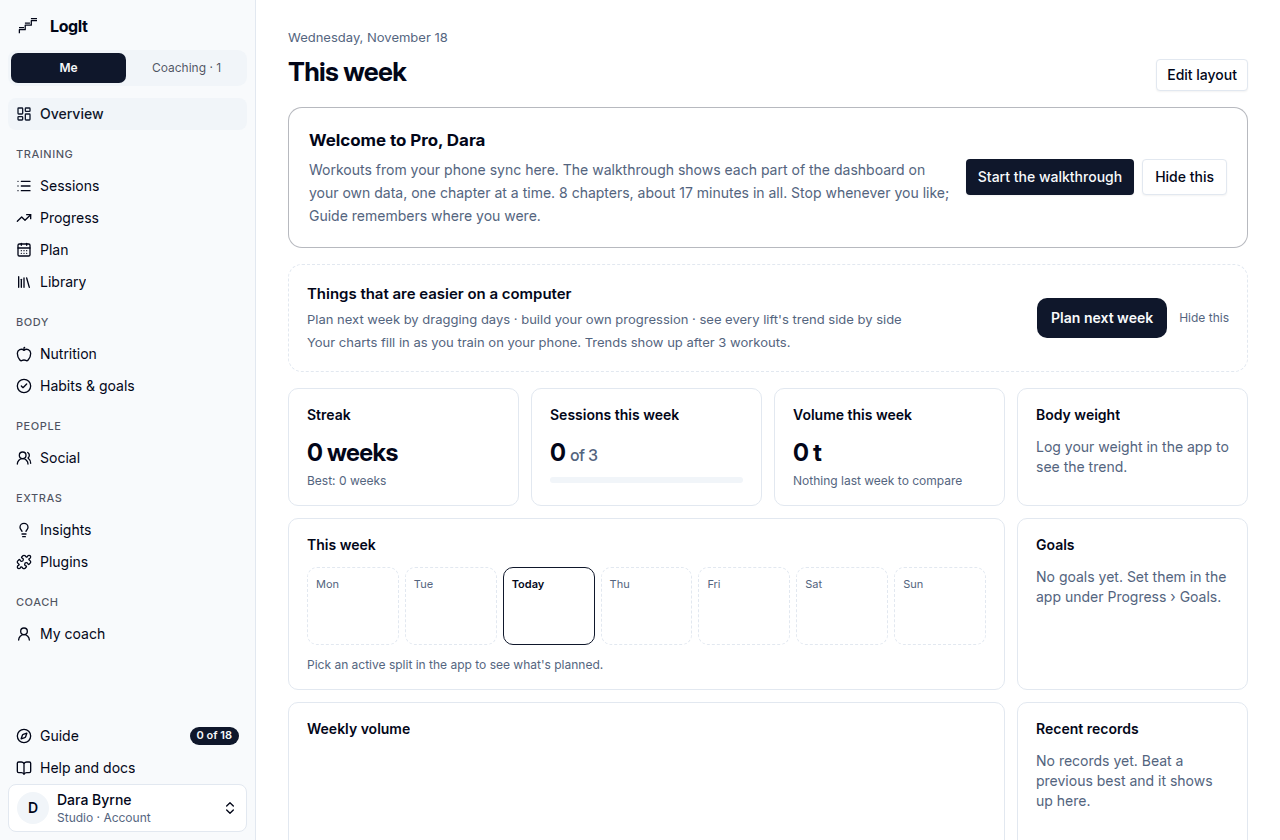 LogIt
Me
Coaching · 1
Overview
TRAINING
Sessions
Progress
Plan
Library
BODY
Nutrition
Habits & goals
PEOPLE
Social
EXTRAS
Insights
Plugins
COACH
My coach
Guide
0 of 18
Help and docs
D
Dara Byrne
Studio · Account
Wednesday, November 18
This week
Edit layout
Welcome to Pro, Dara
Workouts from your phone sync here. The walkthrough shows each part of the dashboard on
your own data, one chapter at a time. 8 chapters, about 17 minutes in all. Stop whenever you like;
Guide remembers where you were.
Start the walkthrough
Hide this
Things that are easier on a computer
Plan next week by dragging days · build your own progression · see every lift's trend side by side
Your charts fill in as you train on your phone. Trends show up after 3 workouts.
Plan next week
Hide this
Streak
0 weeks
Best: 0 weeks
Sessions this week
0 of 3
Volume this week
0 t
Nothing last week to compare
Body weight
Log your weight in the app to
see the trend.
This week
Mon
Tue
Today
Thu
Fri
Sat
Sun
Pick an active split in the app to see what's planned.
Goals
No goals yet. Set them in the
app under Progress › Goals.
Weekly volume
Recent records
No records yet. Beat a
previous best and it shows
up here.